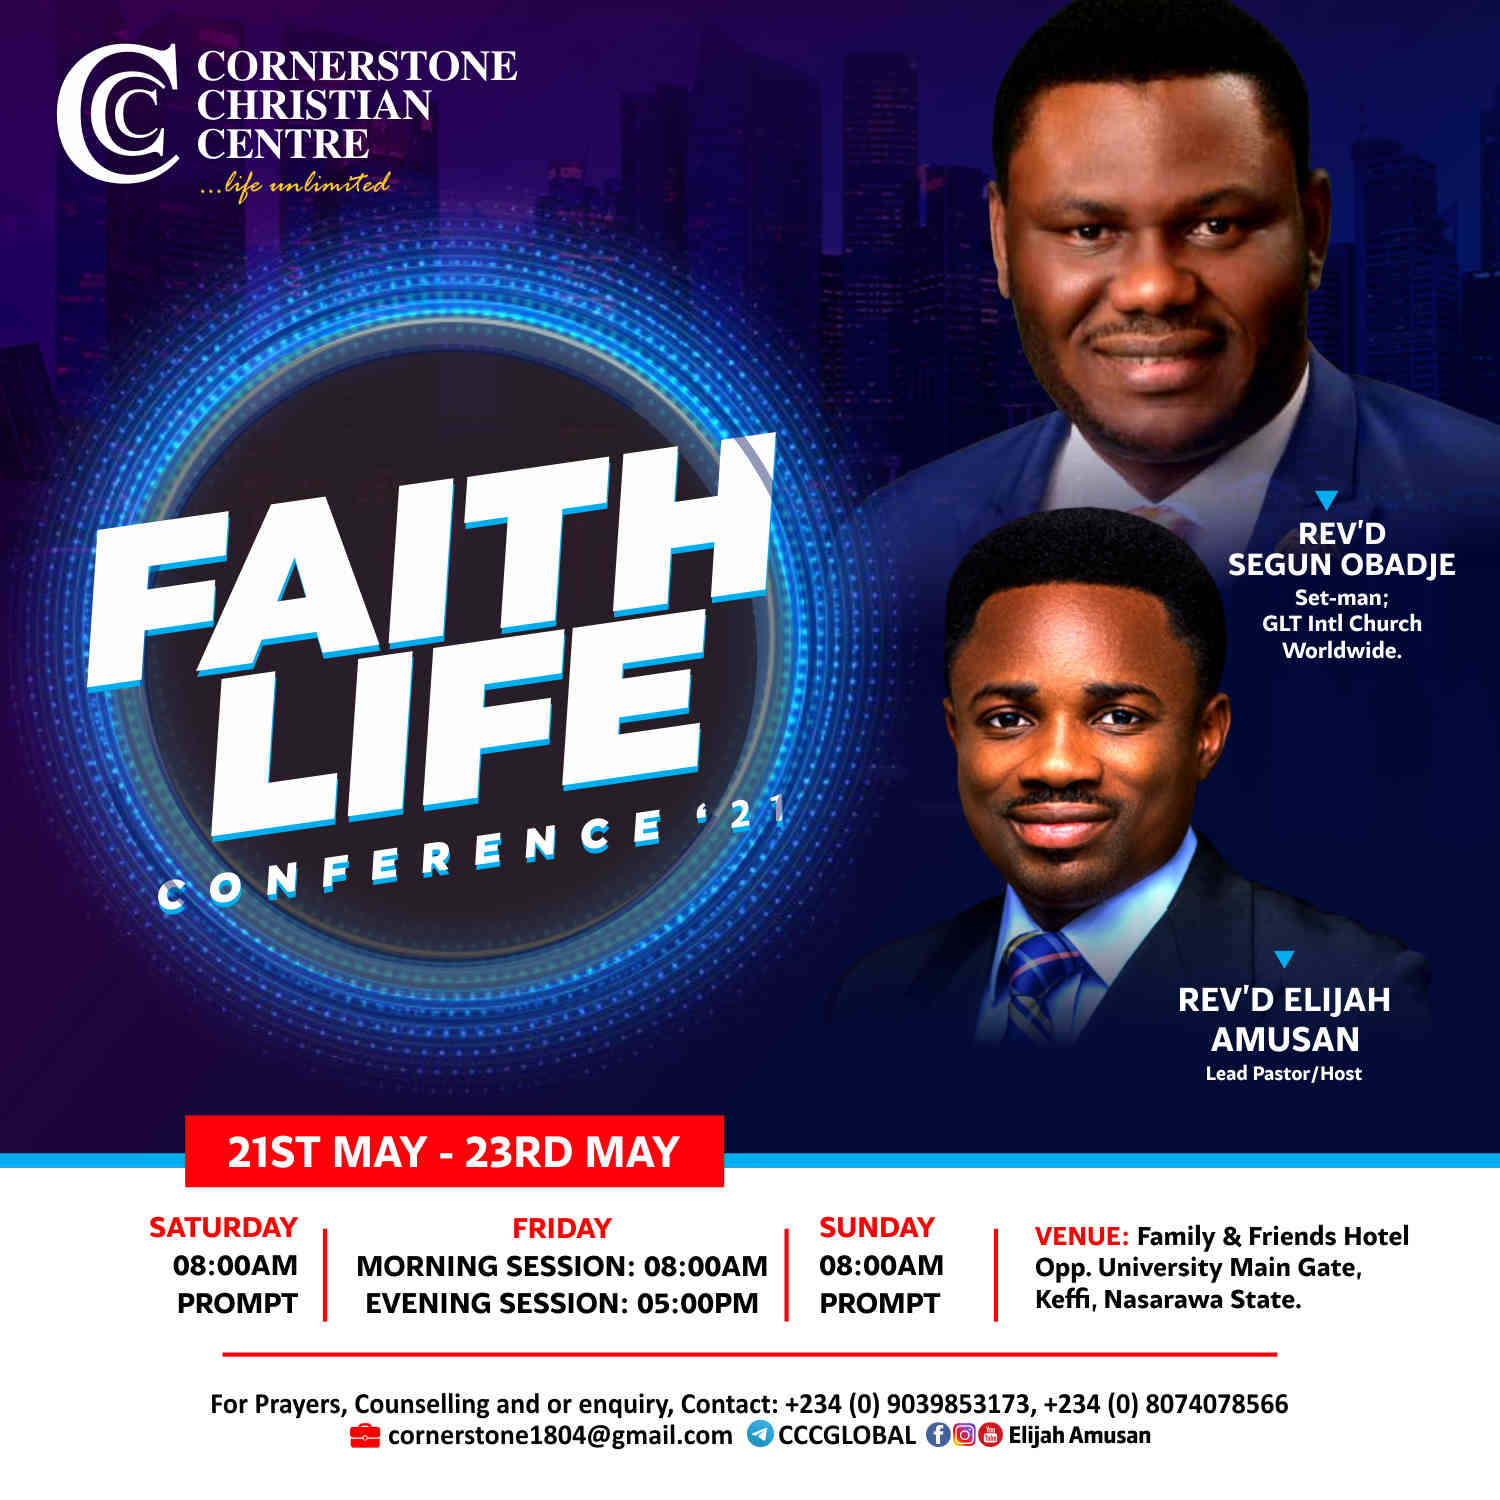 CORNERSTONE
CHRISTIAN
CENTRE
...life unlimited
FAITH
LIFE
CONFERENCE ‘21
REV'D
SEGUN OBADJE
Set-man;
GLT Intl Church
Worldwide.
REV'D ELIJAH
AMUSAN
Lead Pastor/Host
21ST MAY - 23RD MAY
SATURDAY
08:00AM
PROMPT
FRIDAY
MORNING SESSION: 08:00AM
EVENING SESSION: 05:00PM
SUNDAY
08:00AM
PROMPT
VENUE: Family & Friends Hotel
Opp. University Main Gate,
Keffi, Nasarawa State.
For Prayers, Counselling and or enquiry, Contact: +234 (0) 9039853173, +234 (0) 8074078566
cornerstone1804@gmail.com CCCGLOBAL Elijah Amusan